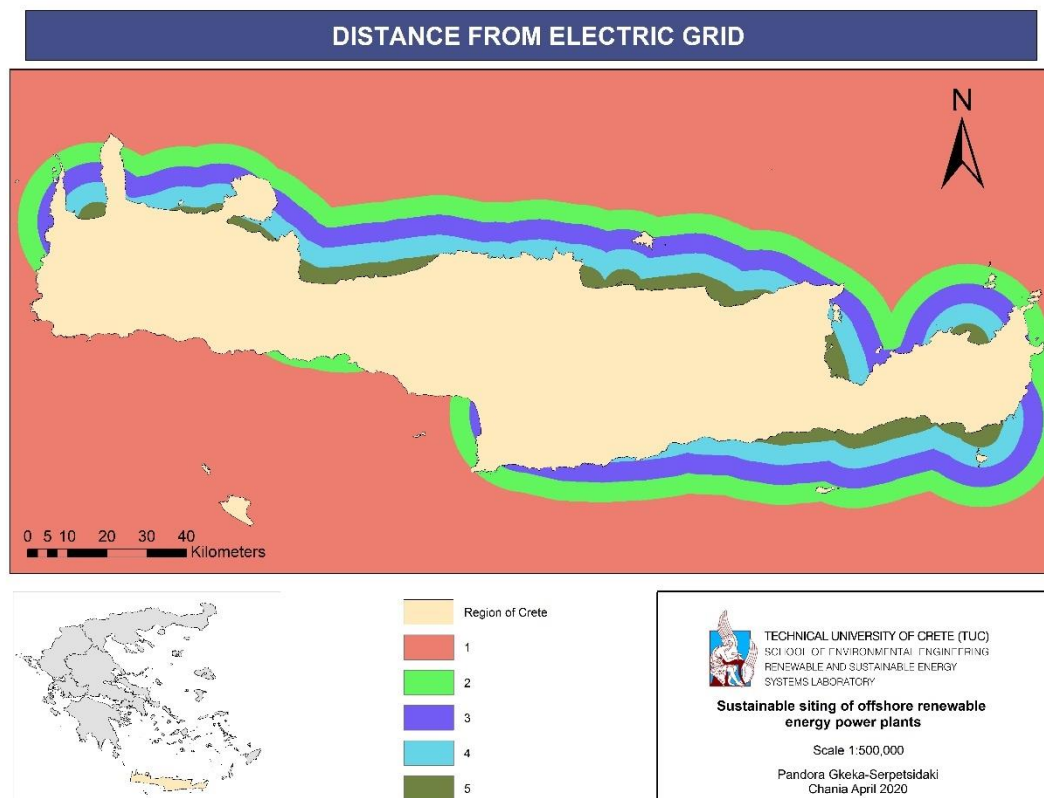 DISTANCE FROM ELECTRIC GRID
N
0 5 10 20 30 40
Kilometers
Region of Crete
1
2
3
4
5
TECHNICAL UNIVERSITY OF CRETE (TUC)
SCHOOL OF ENVIRONMENTAL ENGINEERING
RENEWABLE AND SUSTAINABLE ENERGY
SYSTEMS LABORATORY
Sustainable siting of offshore renewable
energy power plants
Scale 1:500,000
Pandora Gkeka-Serpetsidaki
Chania April 2020